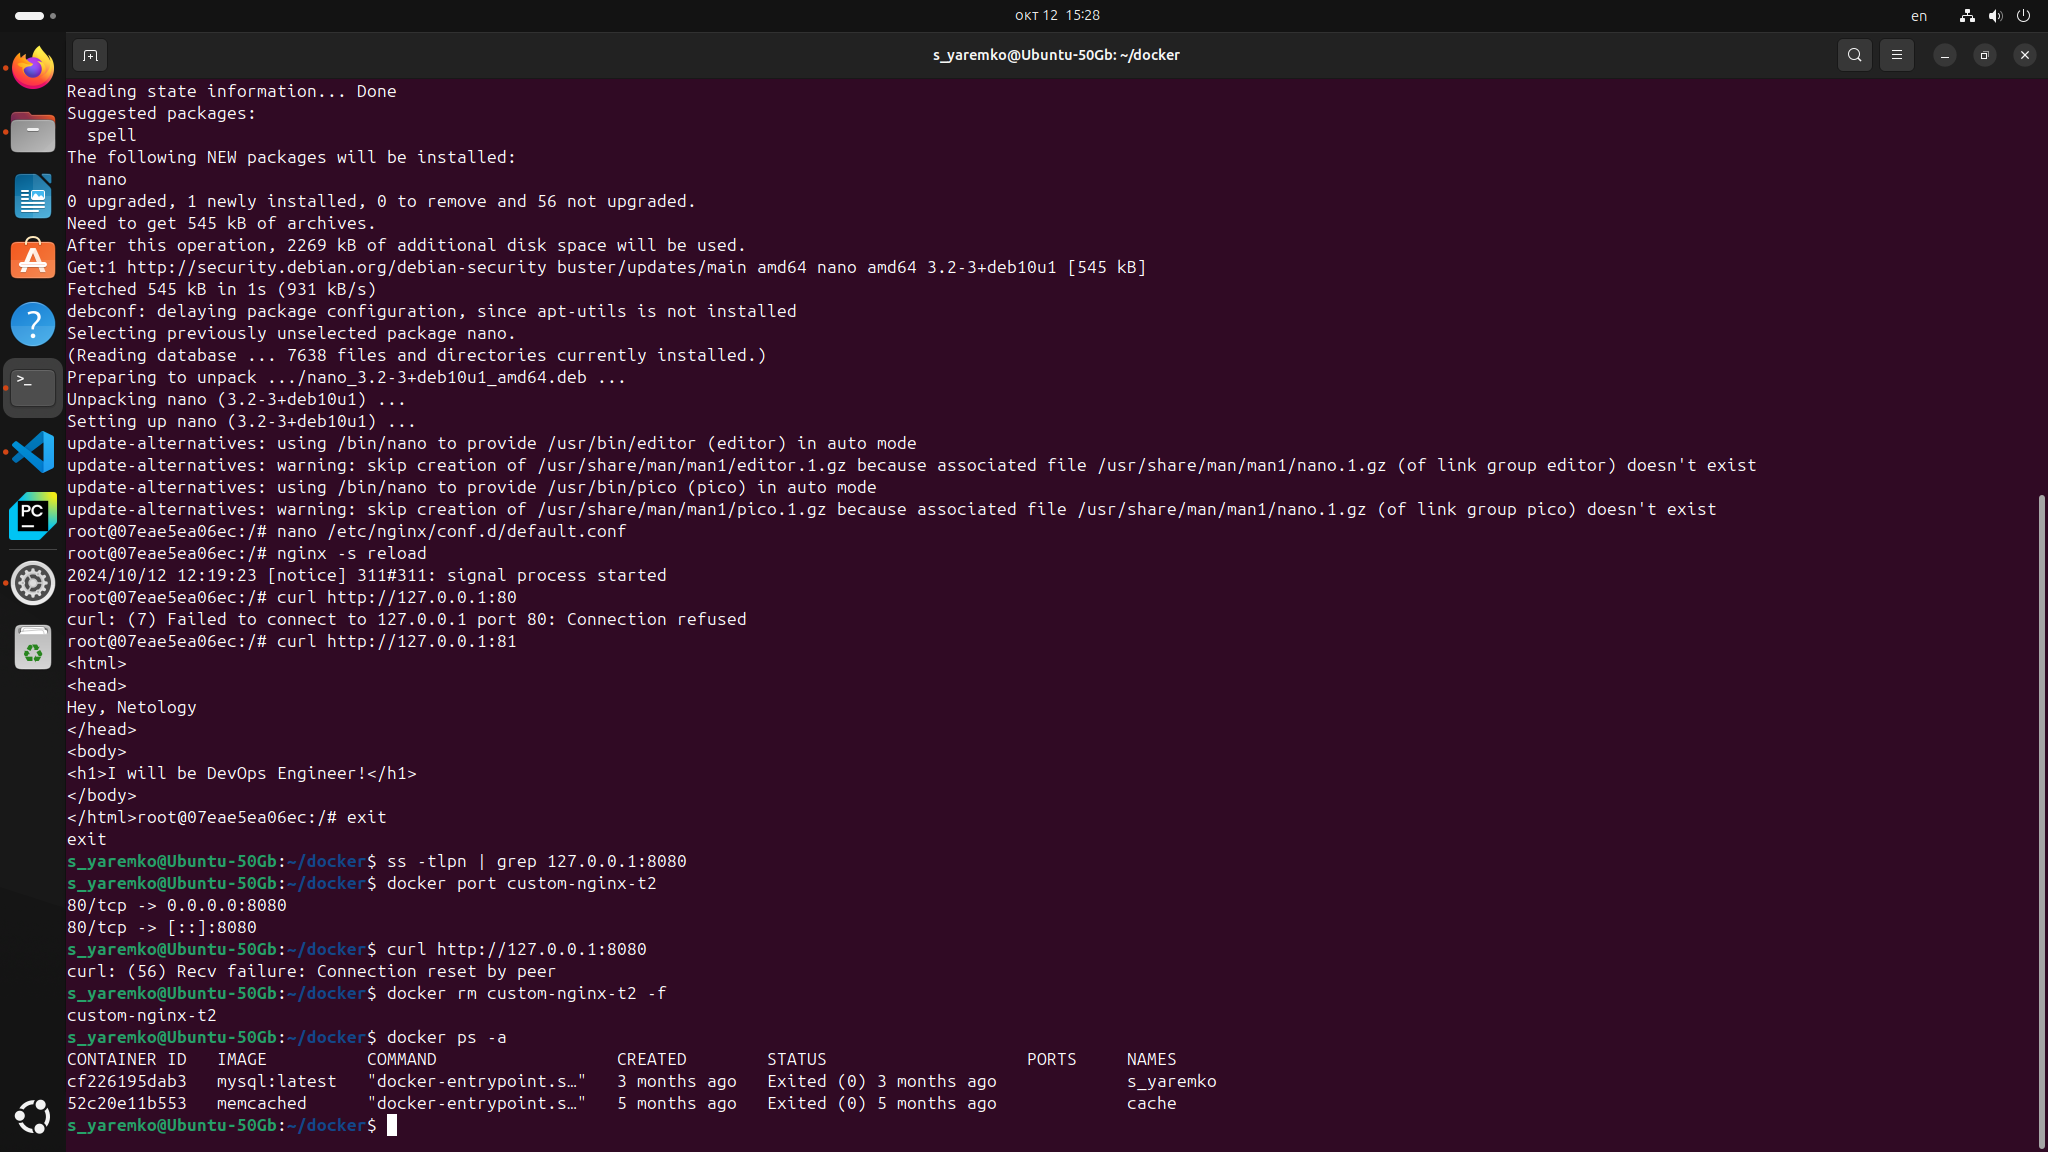 окт 12 15:28
en
s_yaremko@Ubuntu-50Gb: ~/docker
Reading state information... Done
Suggested packages:
  spell
The following NEW packages will be installed:
  nano
0 upgraded, 1 newly installed, 0 to remove and 56 not upgraded.
Need to get 545 kB of archives.
After this operation, 2269 kB of additional disk space will be used.
Get:1 http://security.debian.org/debian-security buster/updates/main amd64 nano amd64 3.2-3+deb10u1 [545 kB]
Fetched 545 kB in 1s (931 kB/s)
debconf: delaying package configuration, since apt-utils is not installed
Selecting previously unselected package nano.
(Reading database ... 7638 files and directories currently installed.)
Preparing to unpack .../nano_3.2-3+deb10u1_amd64.deb ...
Unpacking nano (3.2-3+deb10u1) ...
Setting up nano (3.2-3+deb10u1) ...
update-alternatives: using /bin/nano to provide /usr/bin/editor (editor) in auto mode
update-alternatives: warning: skip creation of /usr/share/man/man1/editor.1.gz because associated file /usr/share/man/man1/nano.1.gz (of link group editor) doesn't exist
update-alternatives: using /bin/nano to provide /usr/bin/pico (pico) in auto mode
update-alternatives: warning: skip creation of /usr/share/man/man1/pico.1.gz because associated file /usr/share/man/man1/nano.1.gz (of link group pico) doesn't exist
root@07eae5ea06ec:/# nano /etc/nginx/conf.d/default.conf
root@07eae5ea06ec:/# nginx -s reload
2024/10/12 12:19:23 [notice] 311#311: signal process started
root@07eae5ea06ec:/# curl http://127.0.0.1:80
curl: (7) Failed to connect to 127.0.0.1 port 80: Connection refused
root@07eae5ea06ec:/# curl http://127.0.0.1:81
<html>
<head>
Hey, Netology
</head>
<body>
<h1>I will be DevOps Engineer!</h1>
</body>
</html>root@07eae5ea06ec:/# exit
exit
s_yaremko@Ubuntu-50Gb:~/docker$ ss -tlpn | grep 127.0.0.1:8080
s_yaremko@Ubuntu-50Gb:~/docker$ docker port custom-nginx-t2
80/tcp -> 0.0.0.0:8080
80/tcp -> [::]:8080
s_yaremko@Ubuntu-50Gb:~/docker$ curl http://127.0.0.1:8080
curl: (56) Recv failure: Connection reset by peer
s_yaremko@Ubuntu-50Gb:~/docker$ docker rm custom-nginx-t2 -f
custom-nginx-t2
s_yaremko@Ubuntu-50Gb:~/docker$ docker ps -a
CONTAINER ID   IMAGE          COMMAND                  CREATED        STATUS                    PORTS     NAMES
cf226195dab3   mysql:latest   "docker-entrypoint.s…"   3 months ago   Exited (0) 3 months ago             s_yaremko
52c20e11b553   memcached      "docker-entrypoint.s…"   5 months ago   Exited (0) 5 months ago             cache
s_yaremko@Ubuntu-50Gb:~/docker$
PC